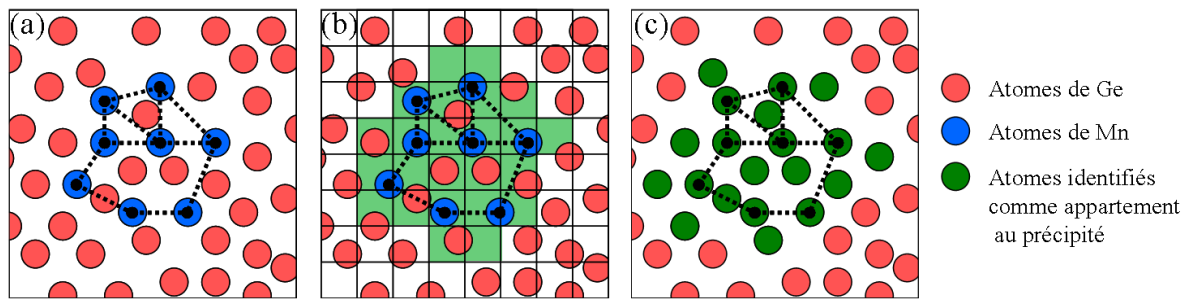 (a)
(b)
(c)
Atomes de Ge
Atomes de Mn
Atomes identifiés
comme appartement
au précipité